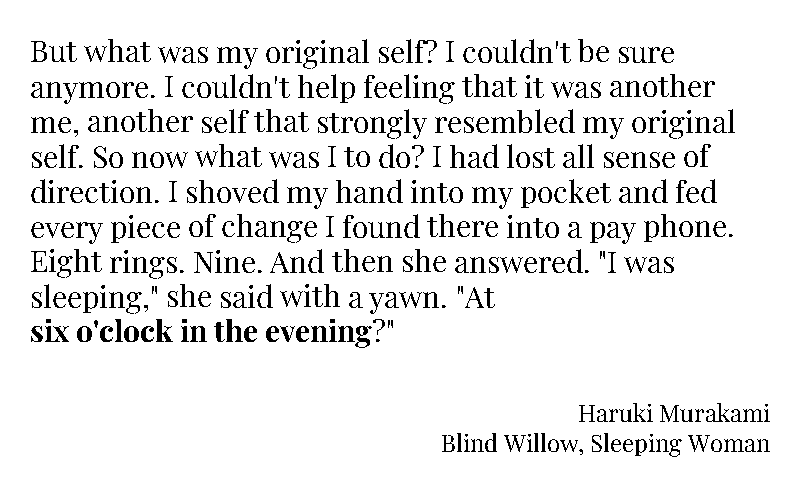 But what was my original self? I couldn't be sure
anymore. I couldn't help feeling that it was another
me, another self that strongly resembled my original
self. So now what was I to do? I had lost all sense of
direction. I shoved my hand into my pocket and fed
every piece of change I found there into a pay phone.
Eight rings. Nine. And then she answered. "I was
sleeping," she said with a yawn. "At
six o'clock in the evening?"
Haruki Murakami
Blind Willow, Sleeping Woman